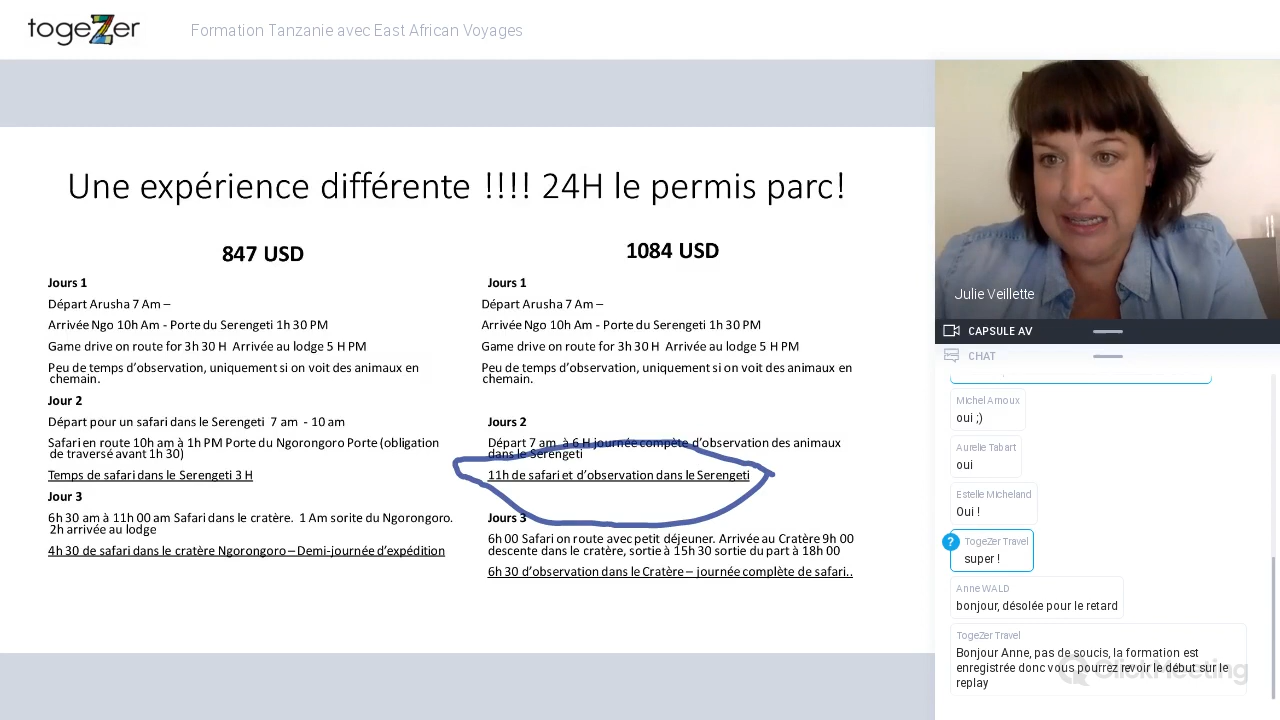 togeZer
Formation Tanzanie avec East African Voyages
Une expérience différente !!!! 24H le permis parc!
847 USD
Jours 1
Départ Arusha 7 Am –
Arrivée Ngo 10h Am - Porte du Serengeti 1h 30 PM
Game drive on route for 3h 30 H Arrivée au lodge 5 H PM
Peu de temps d'observation, uniquement si on voit des animaux en
chemain.
Jour 2
Départ pour un safari dans le Serengeti 7 am - 10 am
Safari en route 10h am à 1h PM Porte du Ngorongoro Porte (obligation
de traversé avant 1h 30)
Temps de safari dans le Serengeti 3 H
Jour 3
6h 30 am à 11h 00 am Safari dans le cratère. 1 Am sorite du Ngorongoro.
2h arrivée au lodge
4h 30 de safari dans le cratère Ngorongoro – Demi-journée d'expédition
1084 USD
Jours 1
Départ Arusha 7 Am –
Arrivée Ngo 10h Am - Porte du Serengeti 1h 30 PM
Game drive on route for 3h 30 H Arrivée au lodge 5 H PM
Peu de temps d'observation, uniquement si on voit des animaux en
chemain.
Jours 2
Départ 7 am à 6 H journée compète d'observation des animaux
dans le Serengeti
11h de safari et d'observation dans le Serengeti
Jours 3
6h 00 Safari on route avec petit déjeuner. Arrivée au Cratère 9h 00
descente dans le cratère, sortie à 15h 30 sortie du part à 18h 00
6h 30 d'observation dans le Cratère – journée complète de safari..
Julie Veillette
CAPSULE AV
CHAT
Michel Arnoux
oui ;)
Aurelie Tabart
oui
Estelle Micheland
Oui !
?
TogeZer Travel
super !
Anne WALD
bonjour, désolée pour le retard
TogeZer Travel
Bonjour Anne, pas de soucis, la formation est
enregistrée donc vous pourrez revoir le début sur le
replay
ClickMeeting